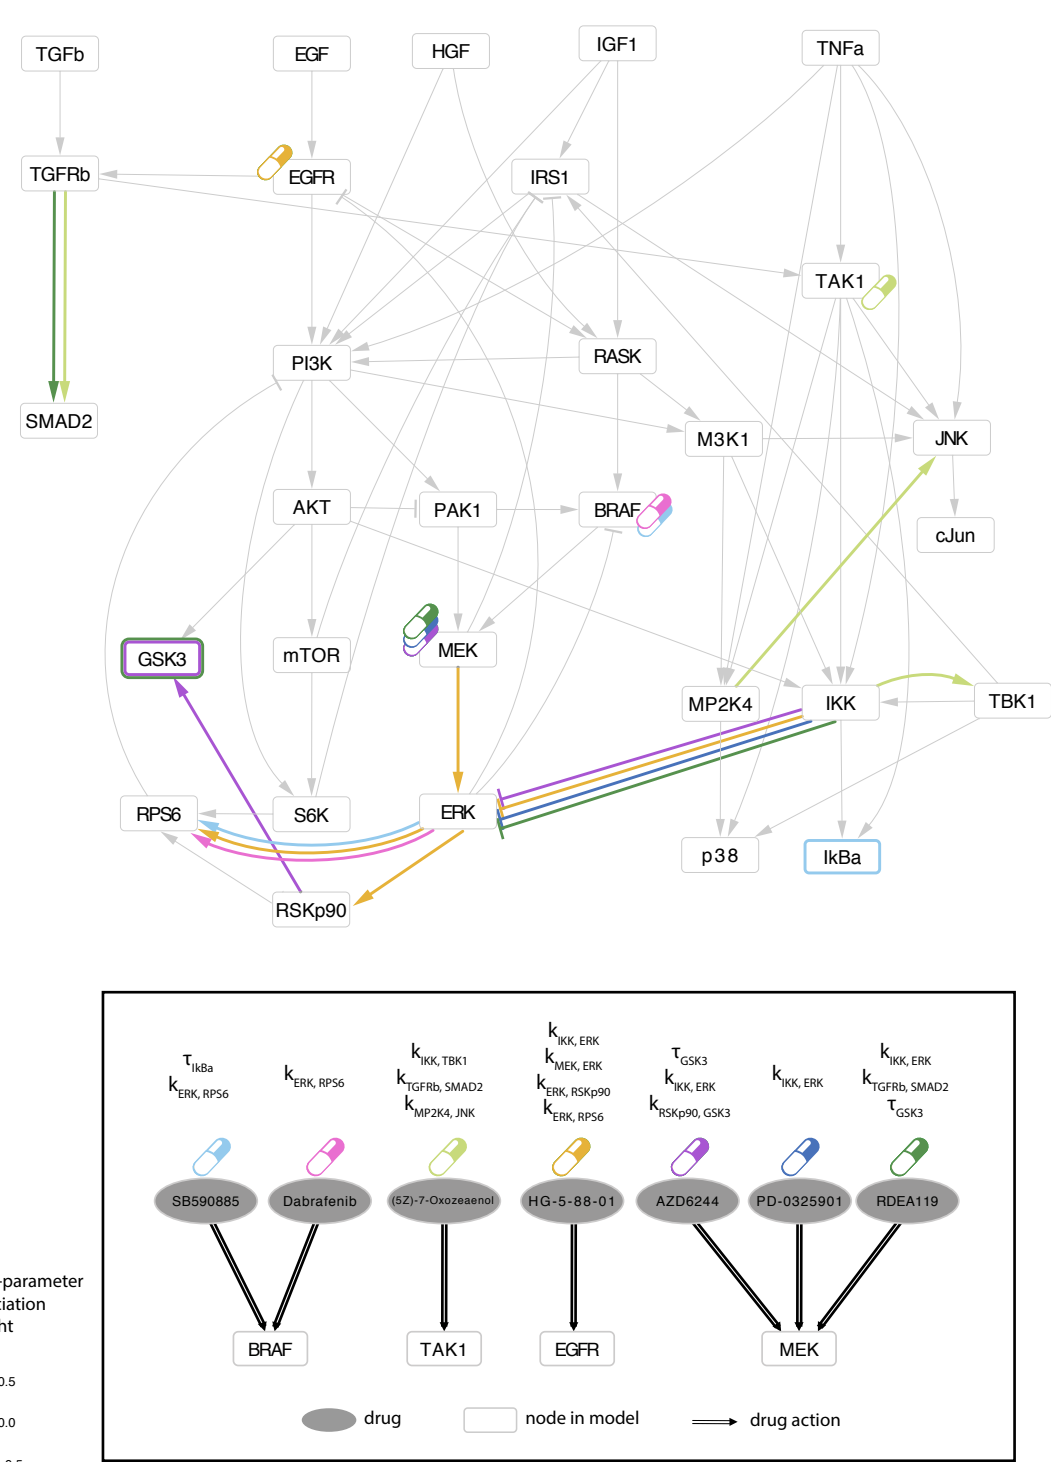 TGFb
EGF
HGF
IGF1
TNFa
TGFRb
EGFR
IRS1
TAK1
PI3K
RASK
SMAD2
M3K1
JNK
AKT
PAK1
BRAF
cJun
GSK3
mTOR
MEK
MP2K4
IKK
TBK1
RPS6
S6K
ERK
p38
IkBa
RSKp90
τIkBa
kERK, RPS6
kERK, RPS6
kIKK, TBK1
kTGFRb, SMAD2
kMP2K4, JNK
kIKK, ERK
kMEK, ERK
kERK, RSKp90
kERK, RPS6
τGSK3
kIKK, ERK
kRSKp90, GSK3
kIKK, ERK
kIKK, ERK
kTGFRb, SMAD2
τGSK3
SB590885
Dabrafenib
(5Z)-7-Oxozeaenol
HG-5-88-01
AZD6244
PD-0325901
RDEA119
BRAF
TAK1
EGFR
MEK
drug
node in model
drug action
-parameter